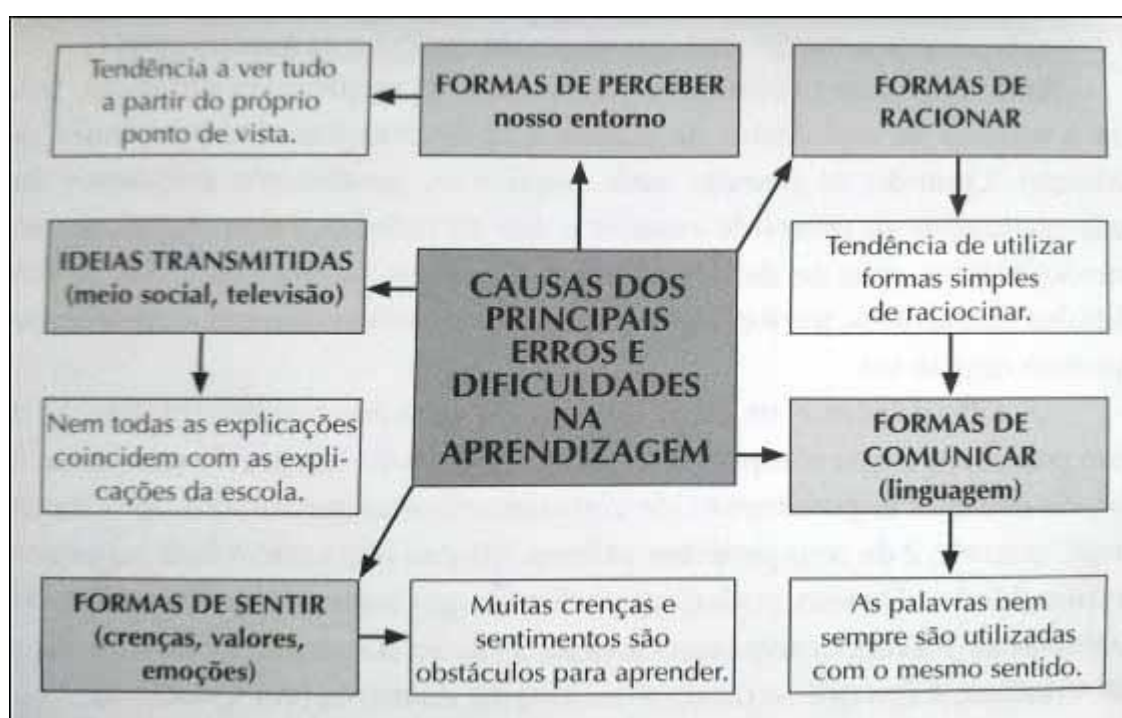 Tendência a ver tudo
a partir do próprio
ponto de vista.
FORMAS DE PERCEBER
nosso entorno
FORMAS DE
RACIONAR
IDEIAS TRANSMITIDAS
(meio social, televisão)
CAUSAS DOS
PRINCIPAIS
ERROS E
DIFICULDADES
NA
APRENDIZAGEM
Tendência de utilizar
formas simples
de raciocinar.
Nem todas as explicações
coincidem com as expli-
cações da escola.
FORMAS DE
COMUNICAR
(linguagem)
FORMAS DE SENTIR
(crenças, valores,
emoções)
Muitas crenças e
sentimentos são
obstáculos para aprender.
As palavras nem
sempre são utilizadas
com o mesmo sentido.